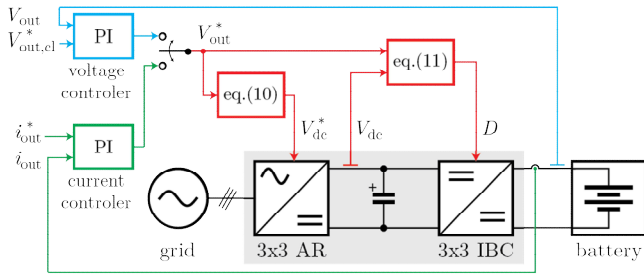 V_out
V*_out,cl
PI
voltage
controler
V*_out
eq.(10)
eq.(11)
V*_dc
V_dc
D
i*_out
i_out
PI
current
controler
+
grid
3x3 AR
3x3 IBC
battery